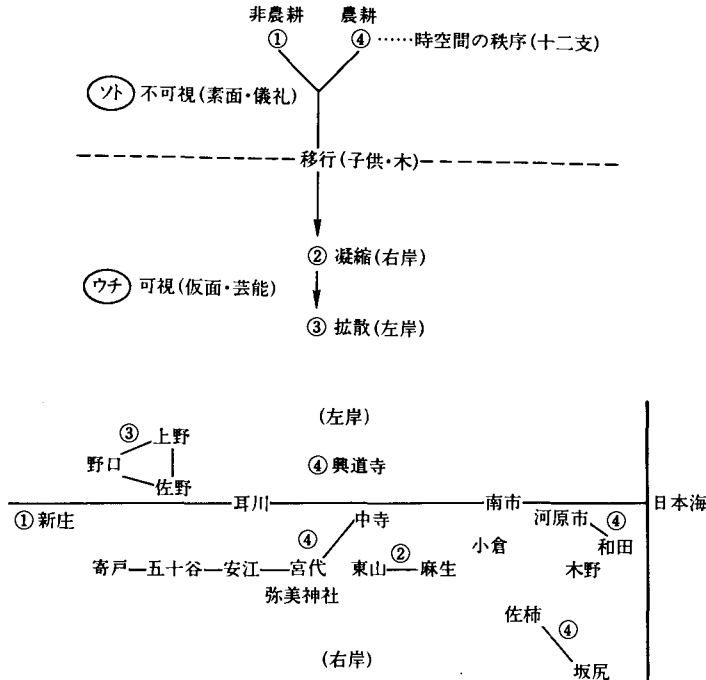 非農耕 農耕
① ④……時空間の秩序(十二支)
ソト 不可視(素面・儀礼)
移行(子供・木)
② 凝縮(右岸)
ウチ 可視(仮面・芸能)
③ 拡散(左岸)
(左岸)
③ 上野
野口
④興道寺
佐野
耳川 南市 日本海
①新庄 中寺 河原市 ④
④ 小倉 和田
寄戸 五十谷 安江 宮代 東山 ② 麻生 木野
弥美神社
佐柿
④
(右岸)
坂尻